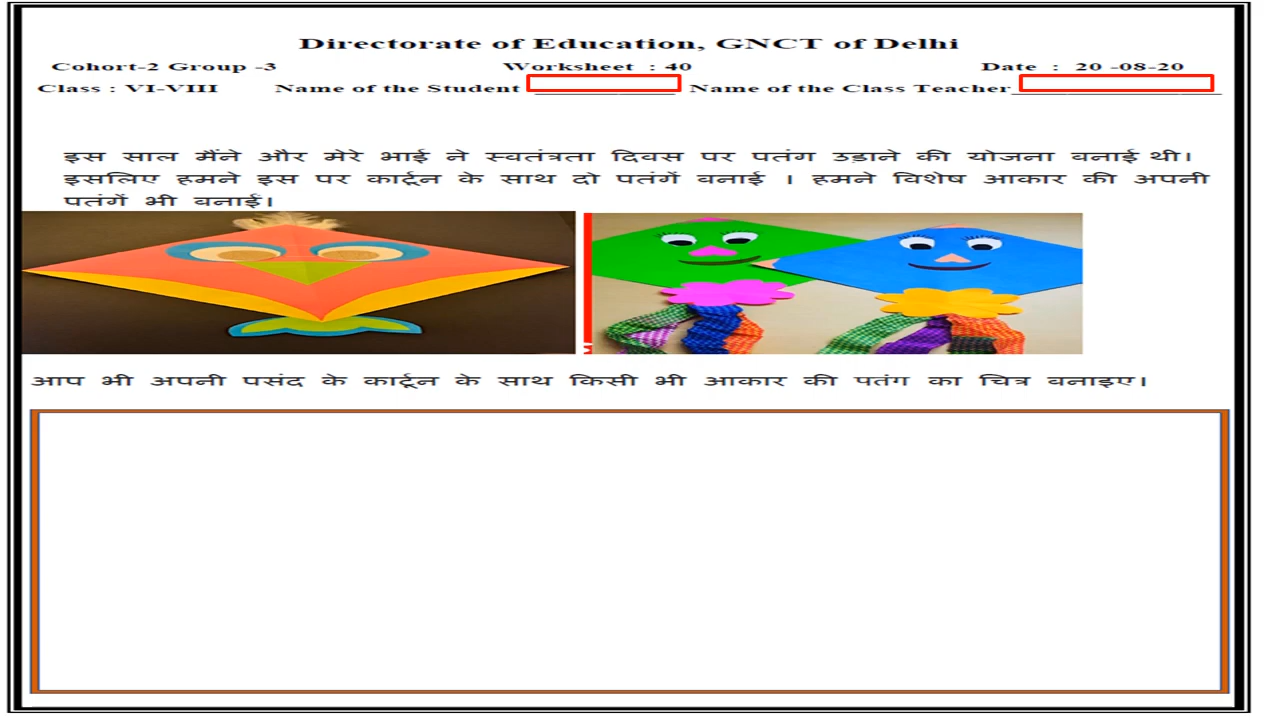 Directorate of Education, GNCT of Delhi
Cohort-2 Group -3 Worksheet : 40 Date : 20 -08-20
Class : VI-VIII Name of the Student Name of the Class Teacher
इस साल मैंने और मेरे भाई ने स्वतंत्रता दिवस पर पतंग उड़ाने की योजना बनाई थी।
इसलिए हमने इस पर कार्टून के साथ दो पतंगें बनाई । हमने विशेष आकार की अपनी
पतंगें भी बनाई।
आप भी अपनी पसंद के कार्टून के साथ किसी भी आकार की पतंग का चित्र बनाइए।